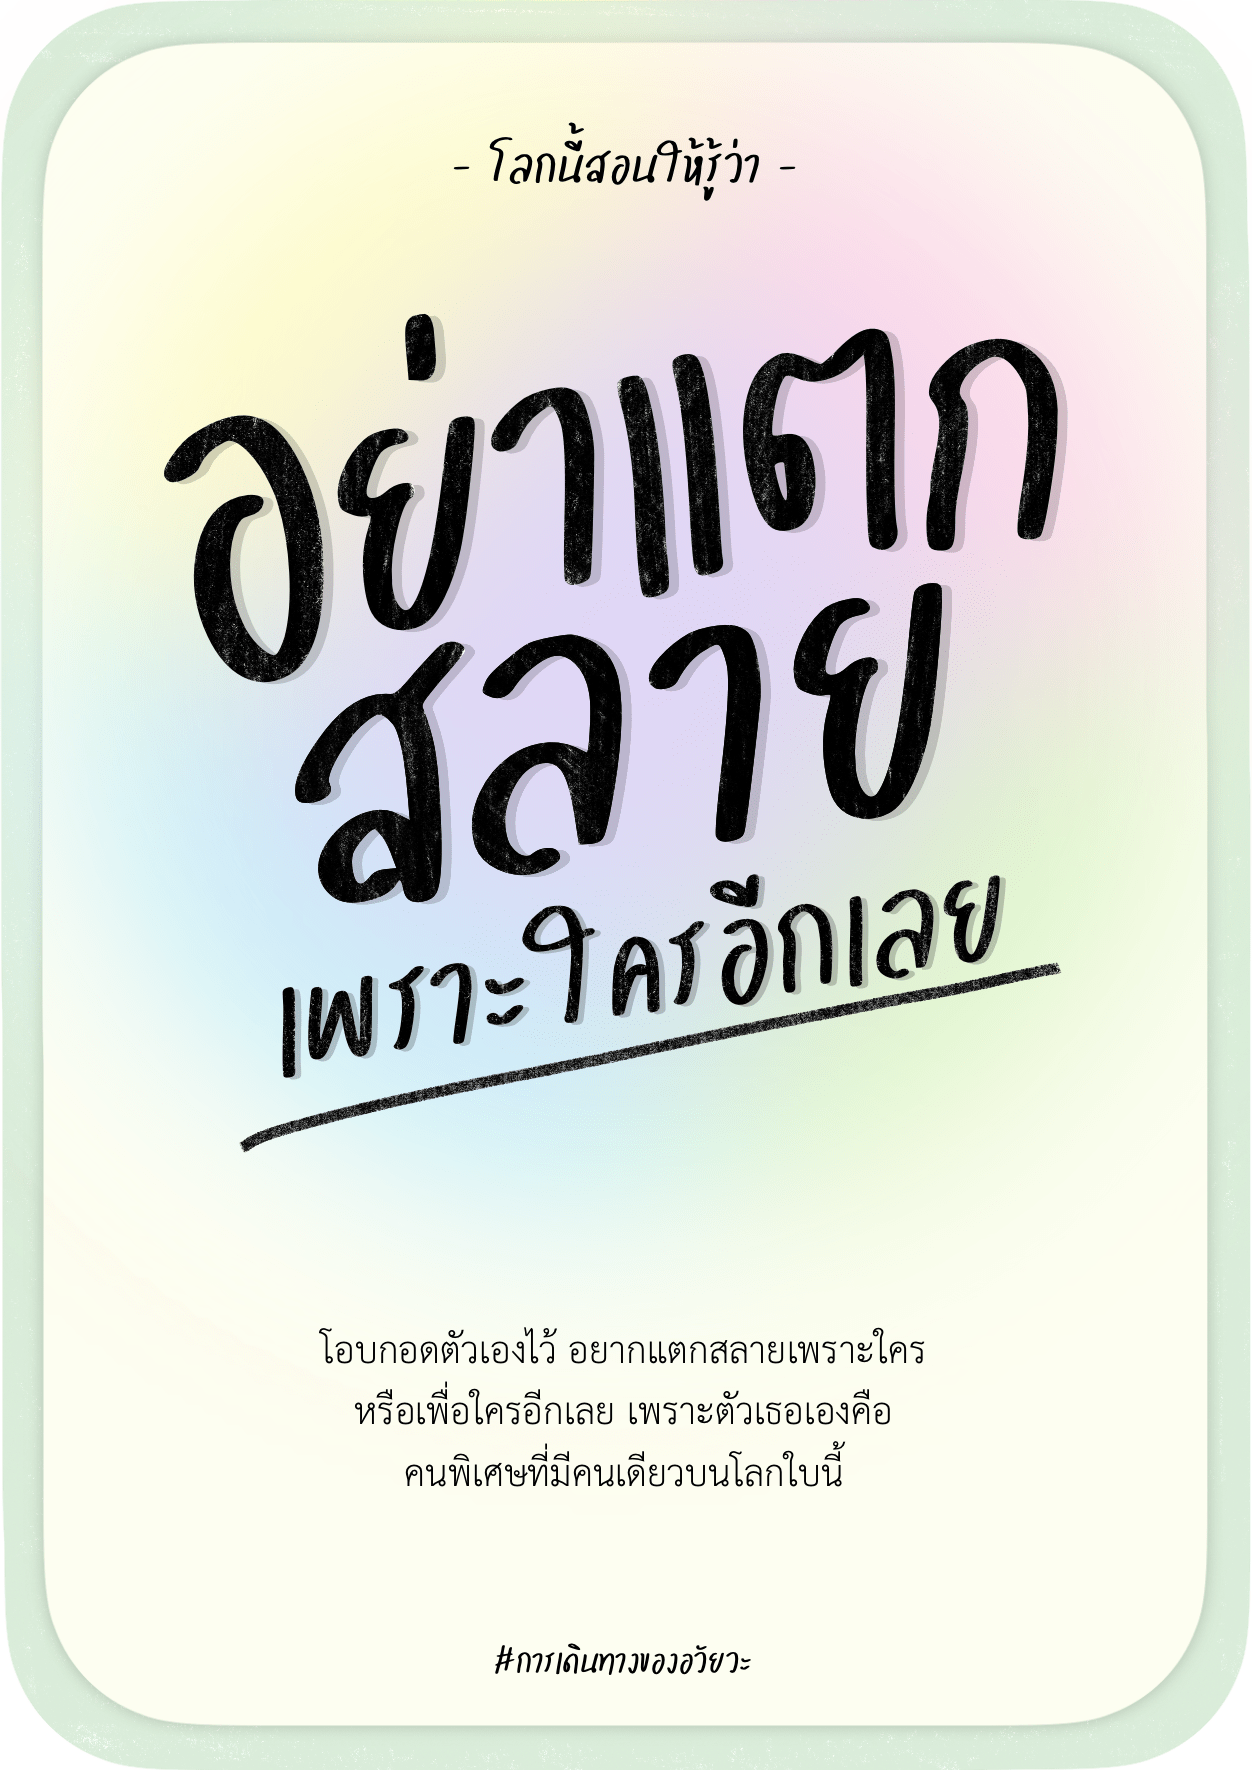 - โลกนี้สอนให้รู้ว่า -
อย่าแตก
สลาย
เพราะใครอีกเลย
โอบกอดตัวเองไว้ อยากแตกสลายเพราะใคร
หรือเพื่อใครอีกเลย เพราะตัวเธอเองคือ
คนพิเศษที่มีคนเดียวบนโลกใบนี้
#การเดินทางของอวัยวะ